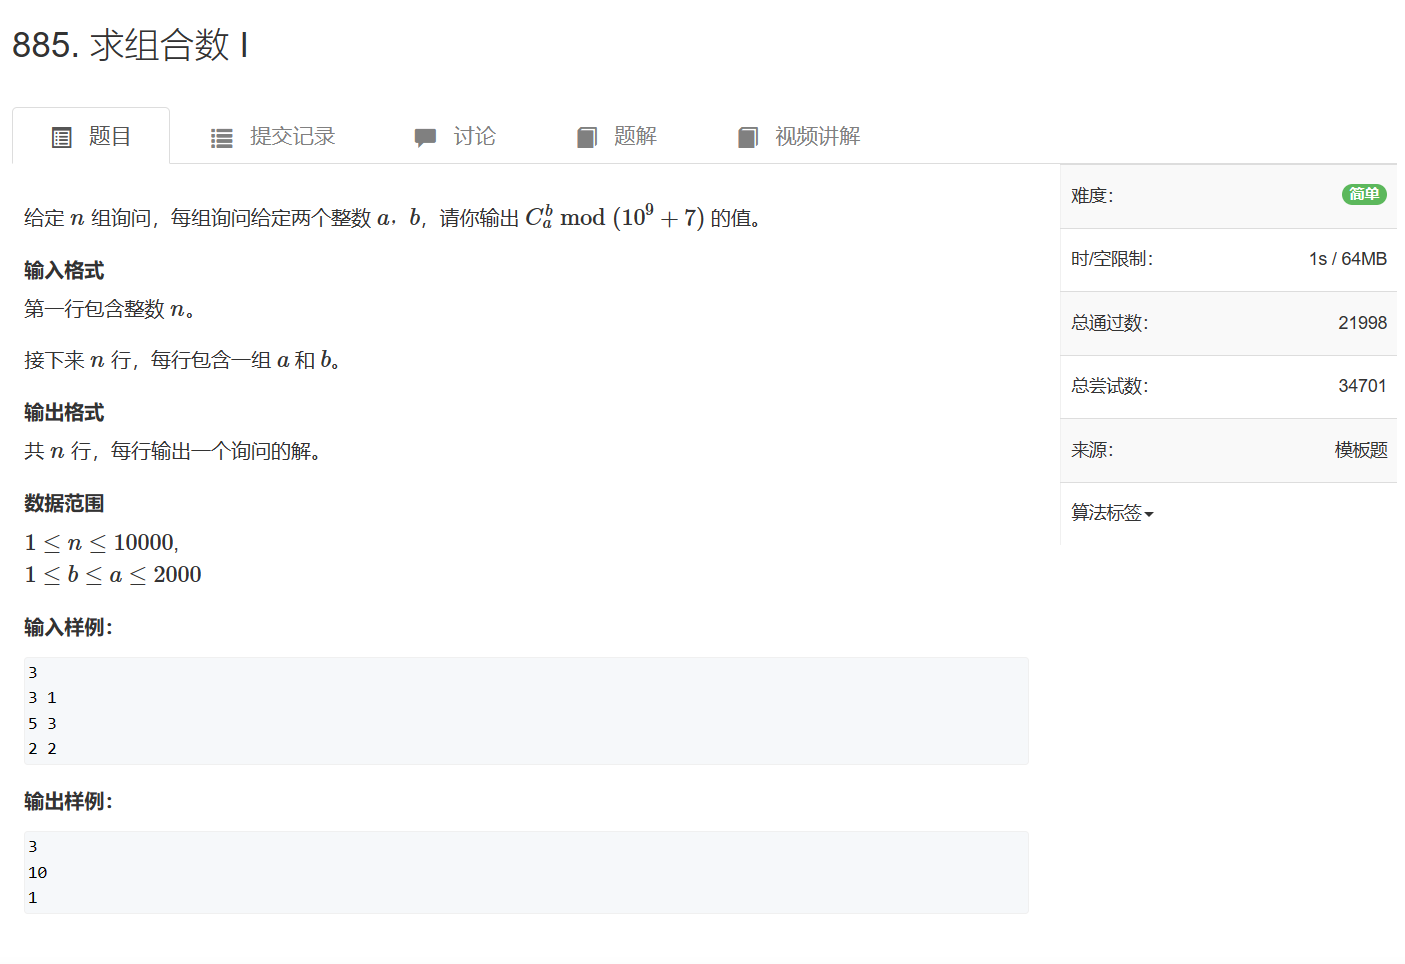 885. 求组合数 I
题目
提交记录
讨论
题解
视频讲解
给定 n 组询问，每组询问给定两个整数 a，b，请你输出 C_a^b mod (10^9 + 7) 的值。
输入格式
第一行包含整数 n。
接下来 n 行，每行包含一组 a 和 b。
输出格式
共 n 行，每行输出一个询问的解。
数据范围
1 ≤ n ≤ 10000,
1 ≤ b ≤ a ≤ 2000
输入样例：
3
3 1
5 3
2 2
输出样例：
3
10
1
难度： 简单
时/空限制： 1s / 64MB
总通过数： 21998
总尝试数： 34701
来源： 模板题
算法标签